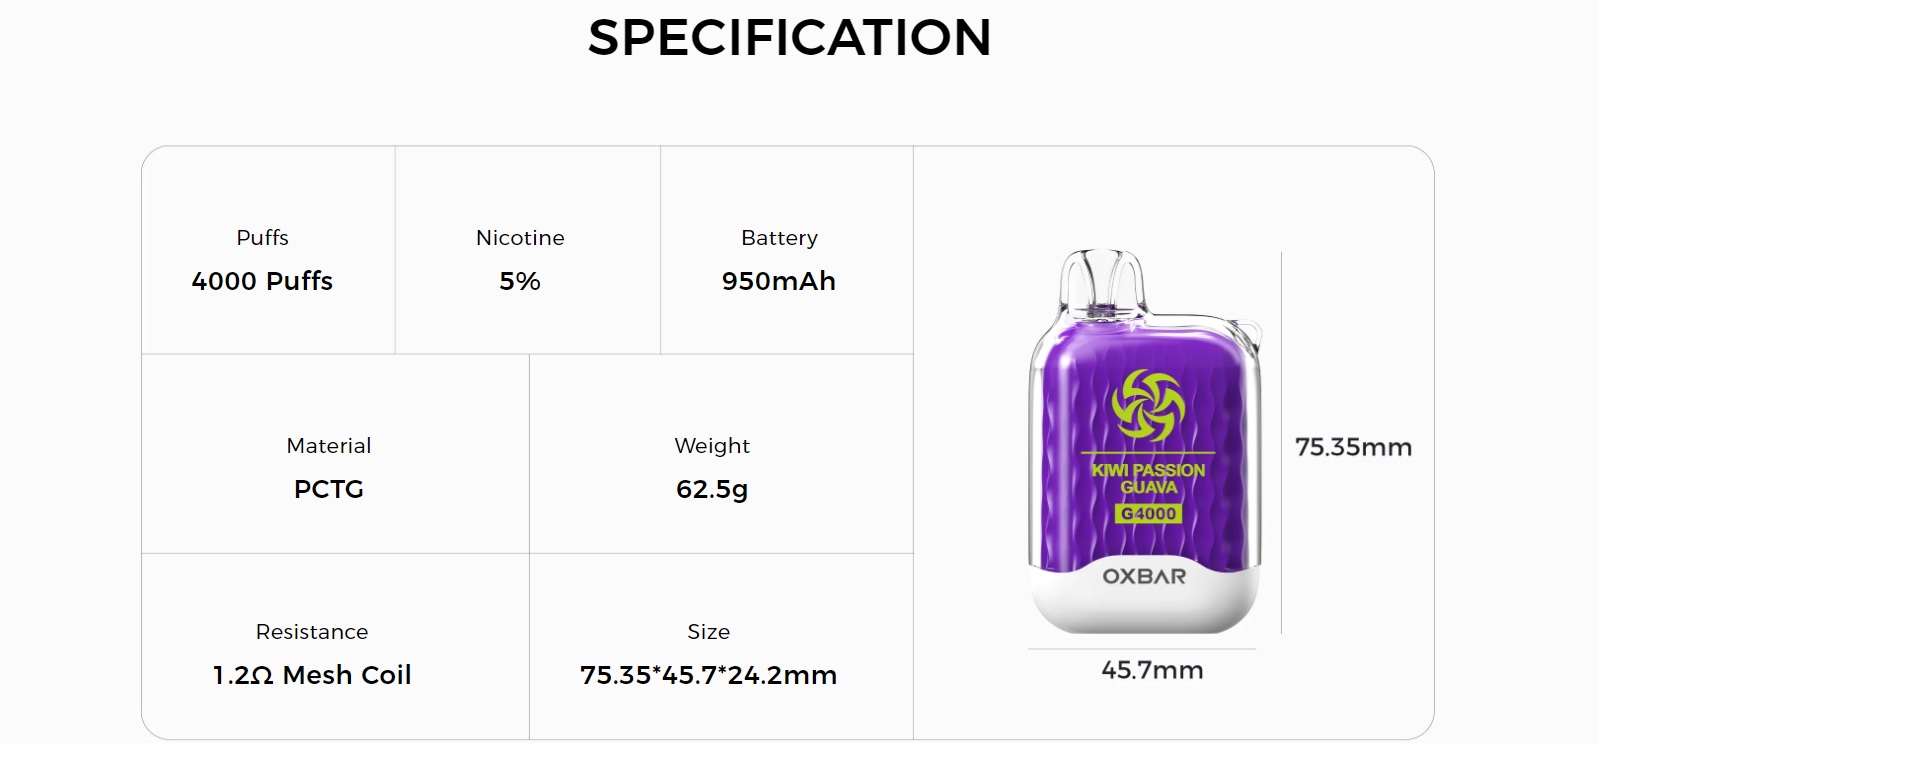 SPECIFICATION
Puffs
4000 Puffs
Nicotine
5%
Battery
950mAh
Material
PCTG
Weight
62.5g
Resistance
1.2Ω Mesh Coil
Size
75.35*45.7*24.2mm
KIWI PASSION
GUAVA
G4000
OXBAR
75.35mm
45.7mm